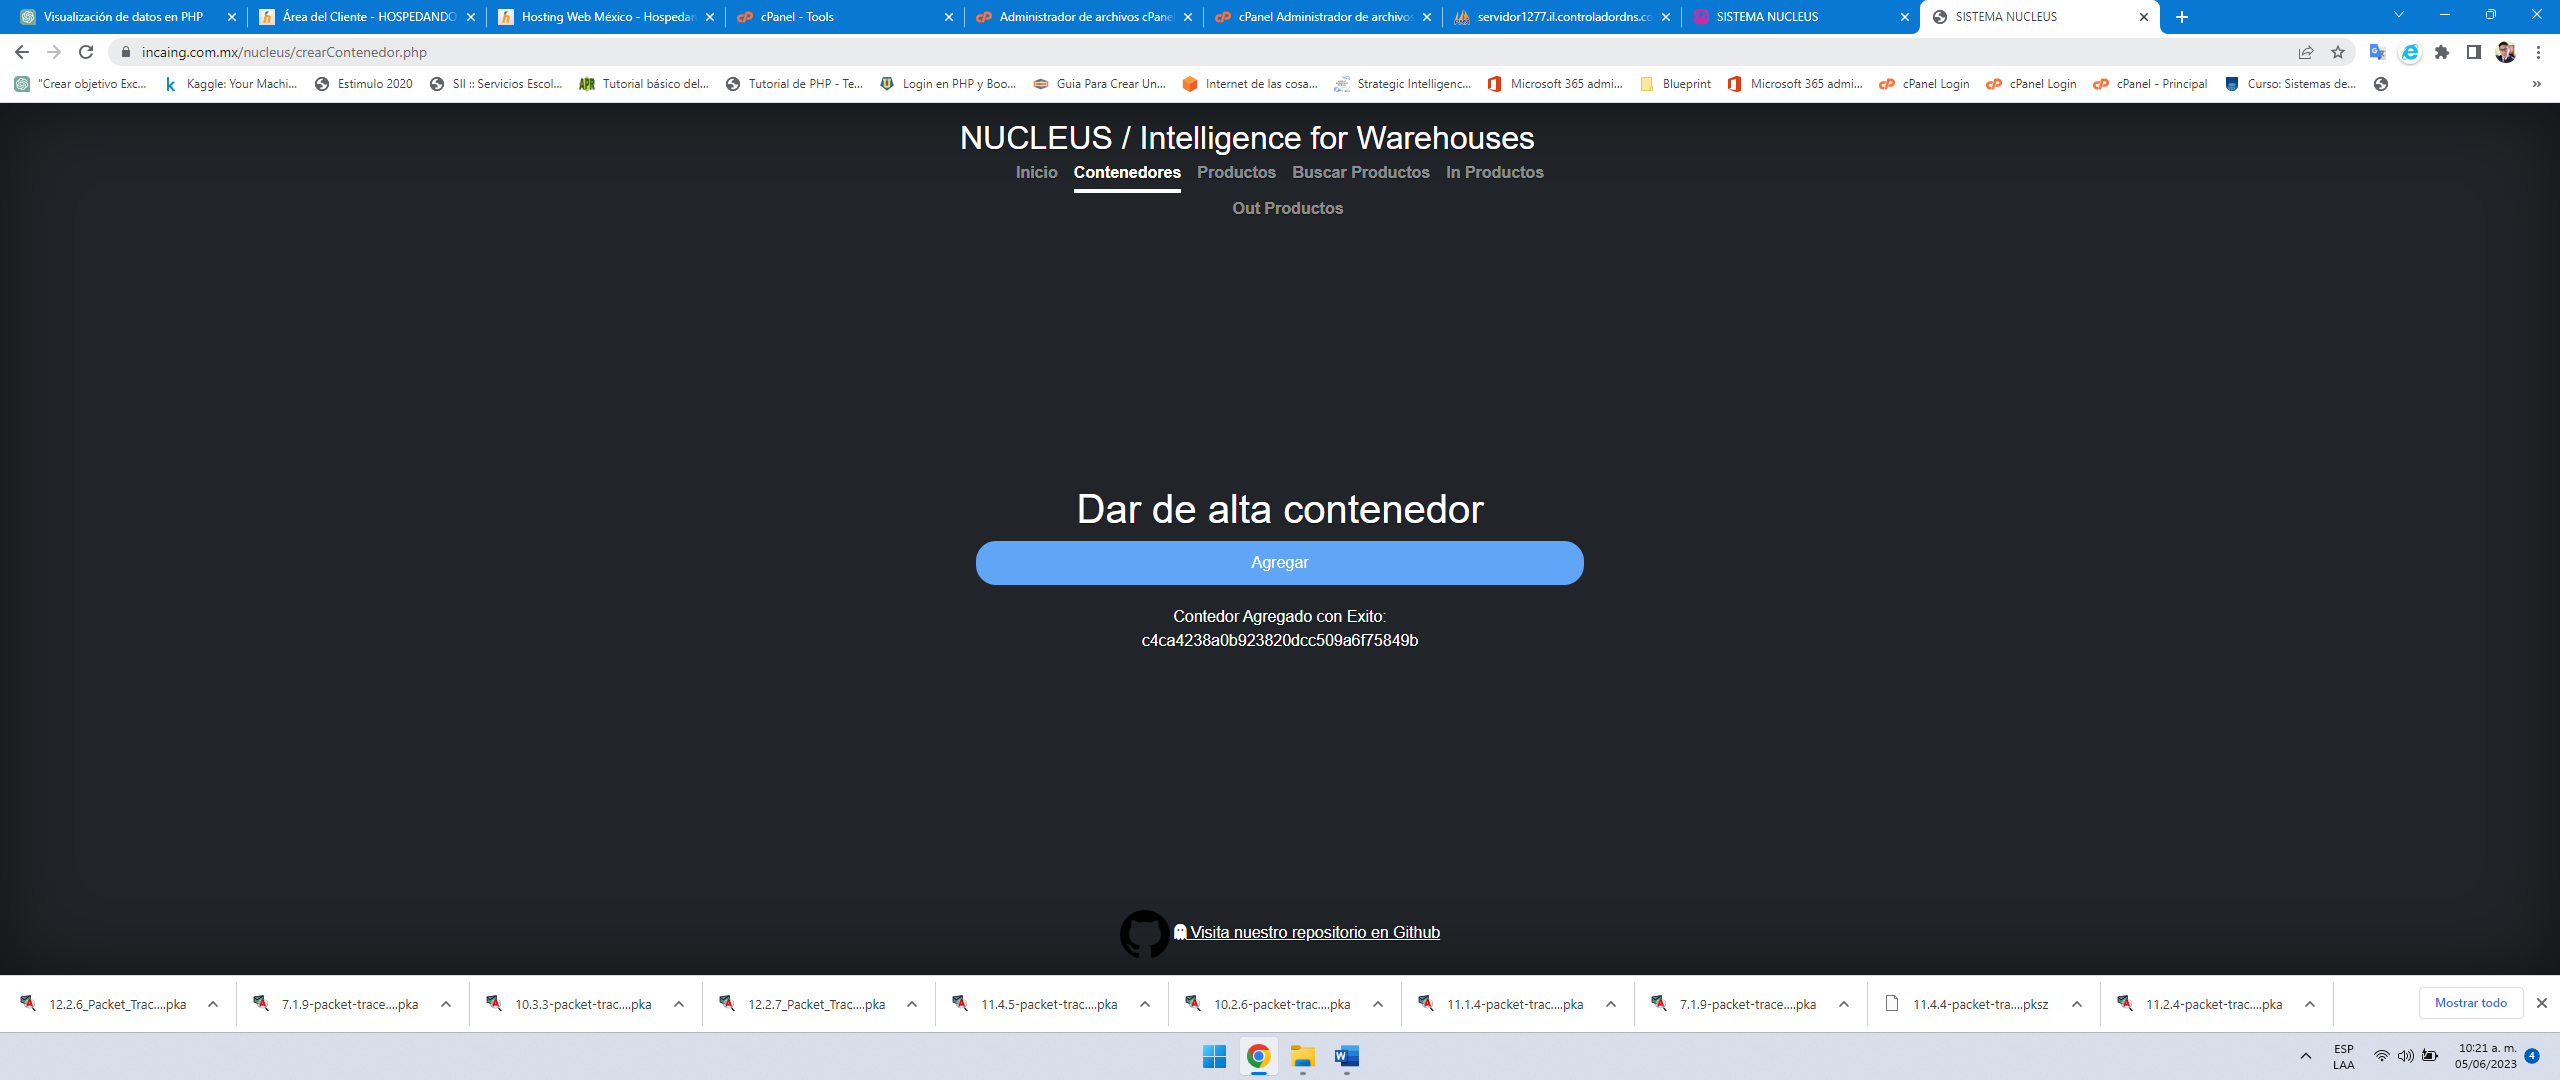 Visualización de datos en PHP
Área del Cliente - HOSPEDANDO
Hosting Web México - Hospedan
cPanel - Tools
Administrador de archivos cPane
cPanel Administrador de archivos
servidor1277.il.controladordns.co
SISTEMA NUCLEUS
SISTEMA NUCLEUS
incaing.com.mx/nucleus/crearContenedor.php
"Crear objetivo Exc...
Kaggle: Your Machi...
Estimulo 2020
SII :: Servicios Escol...
Tutorial básico del...
Tutorial de PHP - Te...
Login en PHP y Boo...
Guia Para Crear Un...
Internet de las cosa...
Strategic Intelligenc...
Microsoft 365 admi...
Blueprint
Microsoft 365 admi...
cPanel Login
cPanel Login
cPanel - Principal
Curso: Sistemas de...
»
NUCLEUS / Intelligence for Warehouses
Inicio Contenedores Productos Buscar Productos In Productos
Out Productos
Dar de alta contenedor
Agregar
Contedor Agregado con Exito:
c4ca4238a0b923820dcc509a6f75849b
Visita nuestro repositorio en Github
12.2.6_Packet_Trac....pka
7.1.9-packet-trace....pka
10.3.3-packet-trac....pka
12.2.7_Packet_Trac....pka
11.4.5-packet-trac....pka
10.2.6-packet-trac....pka
11.1.4-packet-trac....pka
7.1.9-packet-trace....pka
11.4.4-packet-tra....pksz
11.2.4-packet-trac....pka
Mostrar todo
ESP
LAA
10:21 a. m.
05/06/2023
4